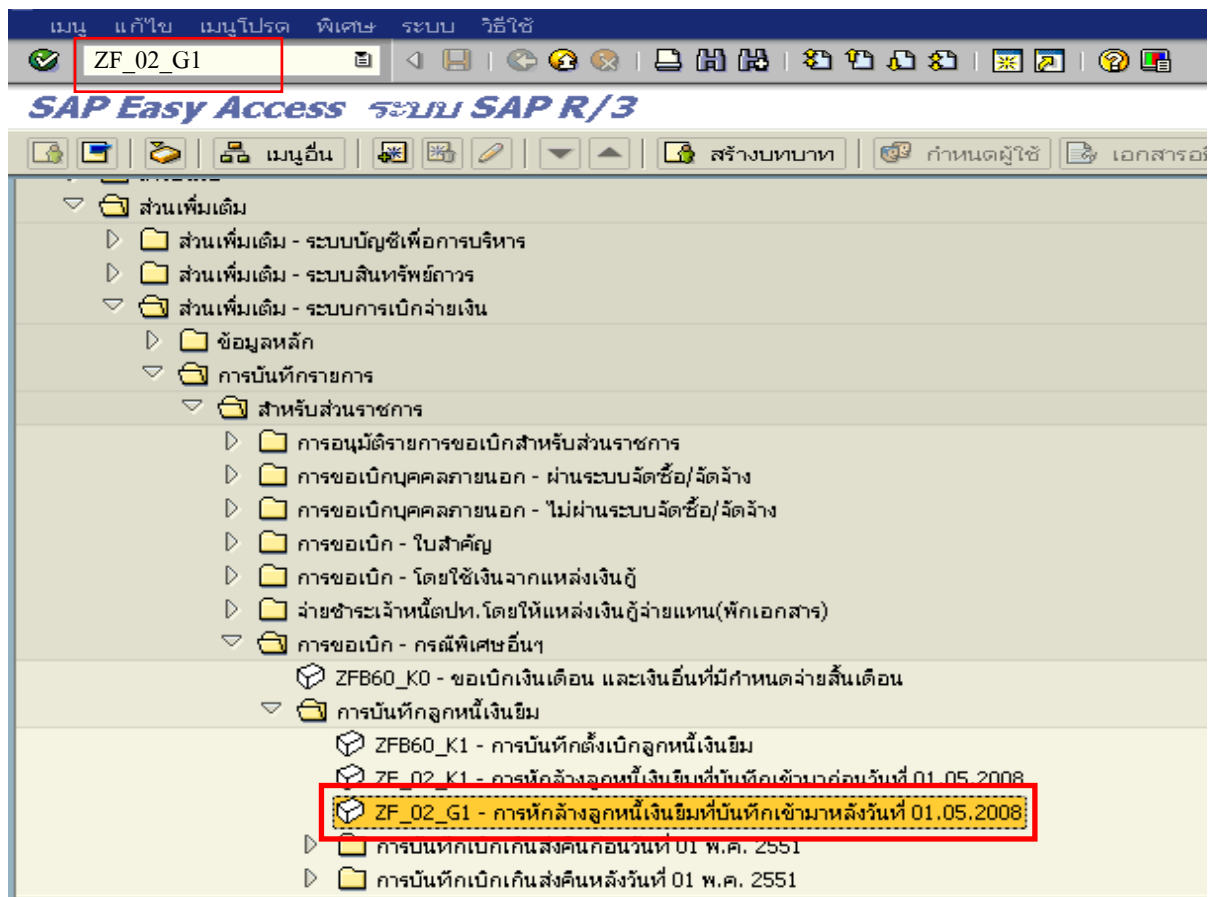 เมนู แก้ไข เมนูโปรด พิเศษ ระบบ วิธีใช้
ZF_02_G1
SAP Easy Access ระบบ SAP R/3
เมนูอื่น สร้างบทบาท กำหนดผู้ใช้ เอกสารอธิ
ส่วนเพิ่มเติม
ส่วนเพิ่มเติม - ระบบบัญชีเพื่อการบริหาร
ส่วนเพิ่มเติม - ระบบสินทรัพย์ถาวร
ส่วนเพิ่มเติม - ระบบการเบิกจ่ายเงิน
ข้อมูลหลัก
การบันทึกรายการ
สำหรับส่วนราชการ
การอนุมัติรายการขอเบิกสำหรับส่วนราชการ
การขอเบิกบุคคลภายนอก - ผ่านระบบจัดซื้อ/จัดจ้าง
การขอเบิกบุคคลภายนอก - ไม่ผ่านระบบจัดซื้อ/จัดจ้าง
การขอเบิก - ใบสำคัญ
การขอเบิก - โดยใช้เงินจากแหล่งเงินกู้
จ่ายชำระเจ้าหนี้ตปท.โดยให้แหล่งเงินกู้จ่ายแทน(พักเอกสาร)
การขอเบิก - กรณีพิเศษอื่นๆ
ZFB60_K0 - ขอเบิกเงินเดือน และเงินอื่นที่มีกำหนดจ่ายสิ้นเดือน
การบันทึกลูกหนี้เงินยืม
ZFB60_K1 - การบันทึกตั้งเบิกลูกหนี้เงินยืม
ZF_02_K1 - การหักล้างลูกหนี้เงินยืมที่บันทึกเข้ามาก่อนวันที่ 01.05.2008
ZF_02_G1 - การหักล้างลูกหนี้เงินยืมที่บันทึกเข้ามาหลังวันที่ 01.05.2008
การบันทึกเบิกเกินส่งคืนก่อนวันที่ 01 พ.ค. 2551
การบันทึกเบิกเกินส่งคืนหลังวันที่ 01 พ.ค. 2551